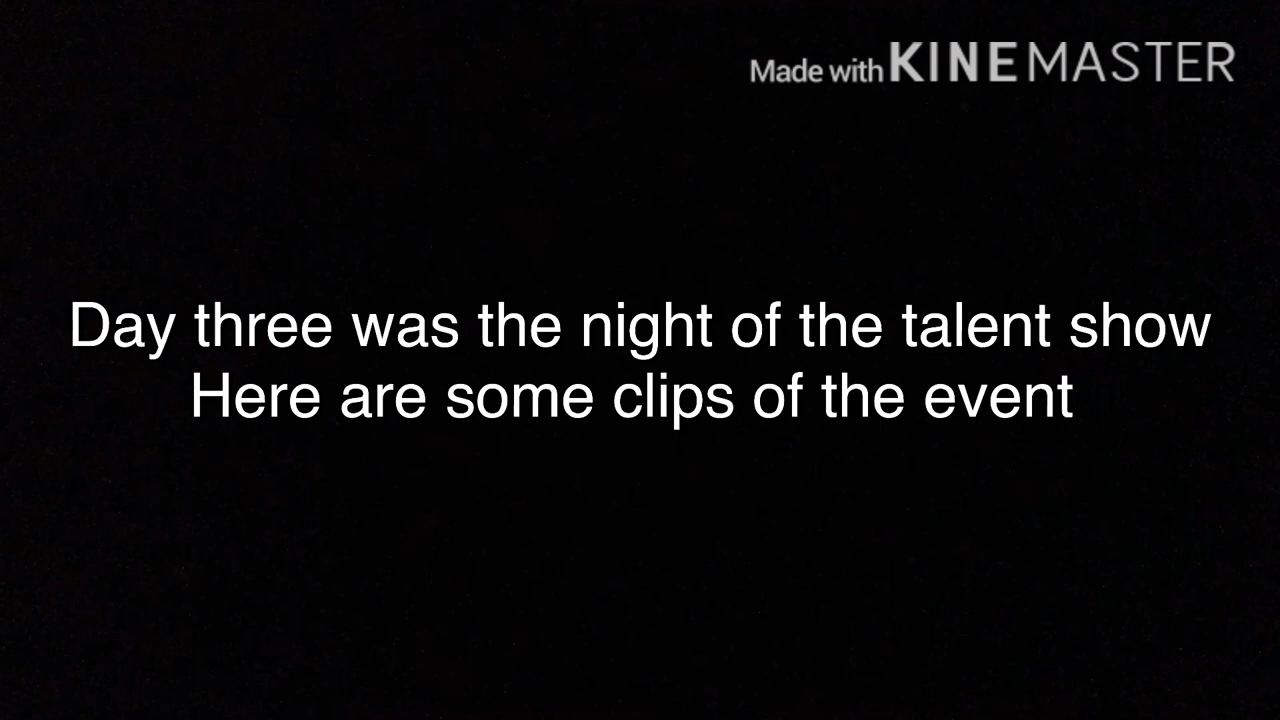 Made with KINEMASTER
Day three was the night of the talent show
Here are some clips of the event